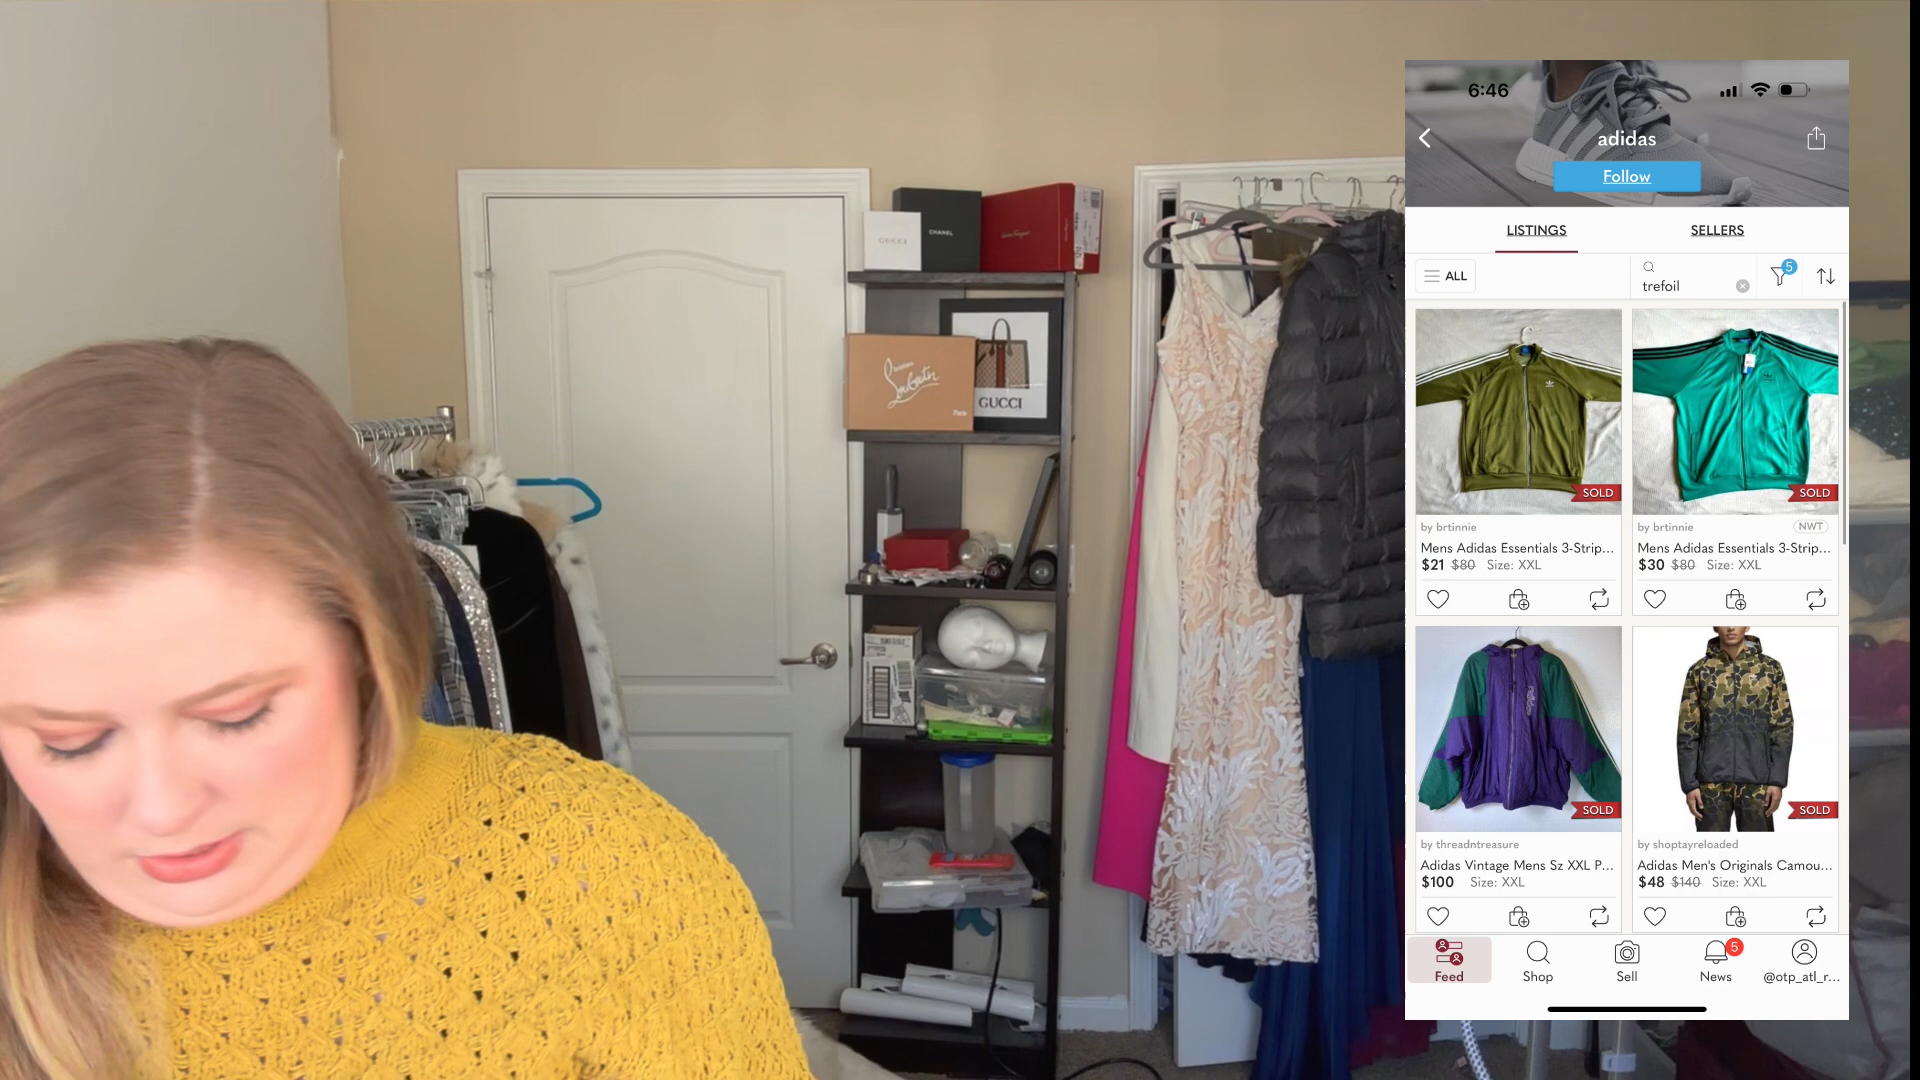 GUCCI
CHANEL
Christian
Louboutin
Paris
GUCCI
6:46
adidas
Follow
LISTINGS
SELLERS
ALL
trefoil
5
SOLD
SOLD
by brtinnie
by brtinnie
NWT
Mens Adidas Essentials 3-Strip...
Mens Adidas Essentials 3-Strip...
$21 $80 Size: XXL
$30 $80 Size: XXL
SOLD
SOLD
by threadntreasure
by shoptayreloaded
Adidas Vintage Mens Sz XXL P...
Adidas Men's Originals Camou...
$100 Size: XXL
$48 $140 Size: XXL
5
Feed
Shop
Sell
News
@otp_atl_r...